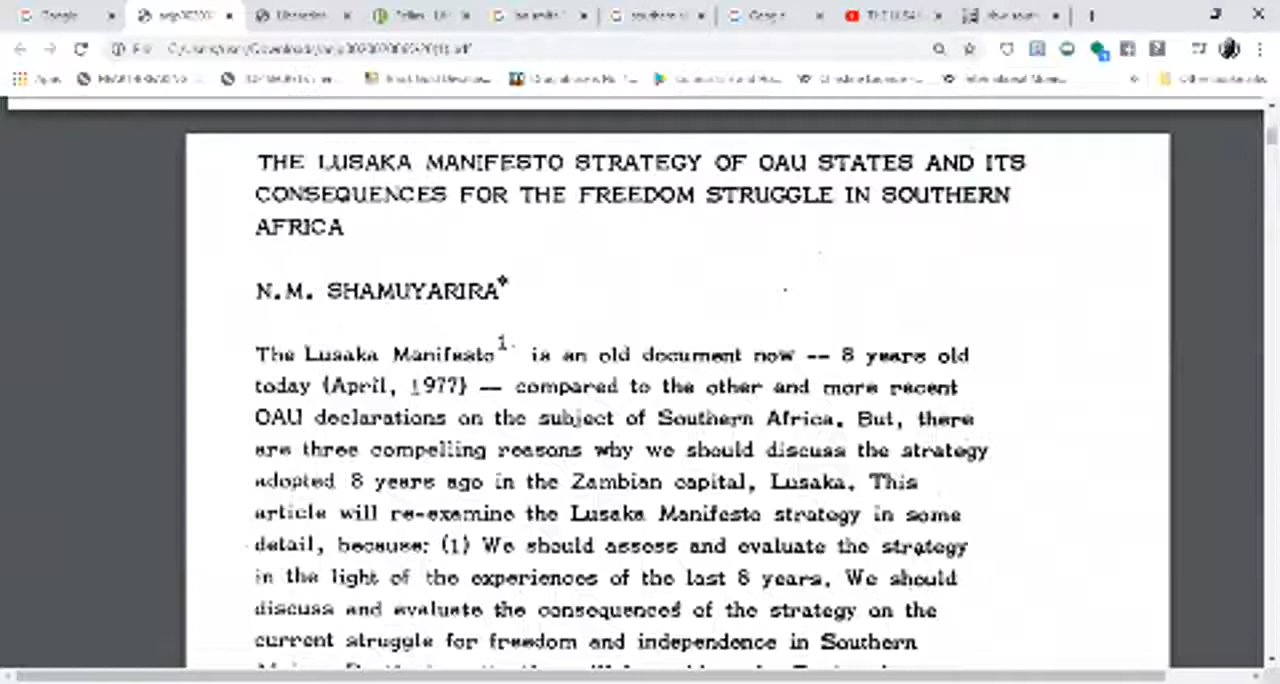 Google
Google
THE LUSAKA MANIFESTO STRATEGY OF OAU STATES AND ITS
CONSEQUENCES FOR THE FREEDOM STRUGGLE IN SOUTHERN
AFRICA
N.M. SHAMUYARIRA*
The Lusaka Manifesto1. is an old document now -- 8 years old
today (April, 1977) -- compared to the other and more recent
OAU declarations on the subject of Southern Africa. But, there
are three compelling reasons why we should discuss the strategy
adopted 8 years ago in the Zambian capital, Lusaka. This
article will re-examine the Lusaka Manifesto strategy in some
detail, because: (1) We should assess and evaluate the strategy
in the light of the experiences of the last 8 years. We should
discuss and evaluate the consequences of the strategy on the
current struggle for freedom and independence in Southern